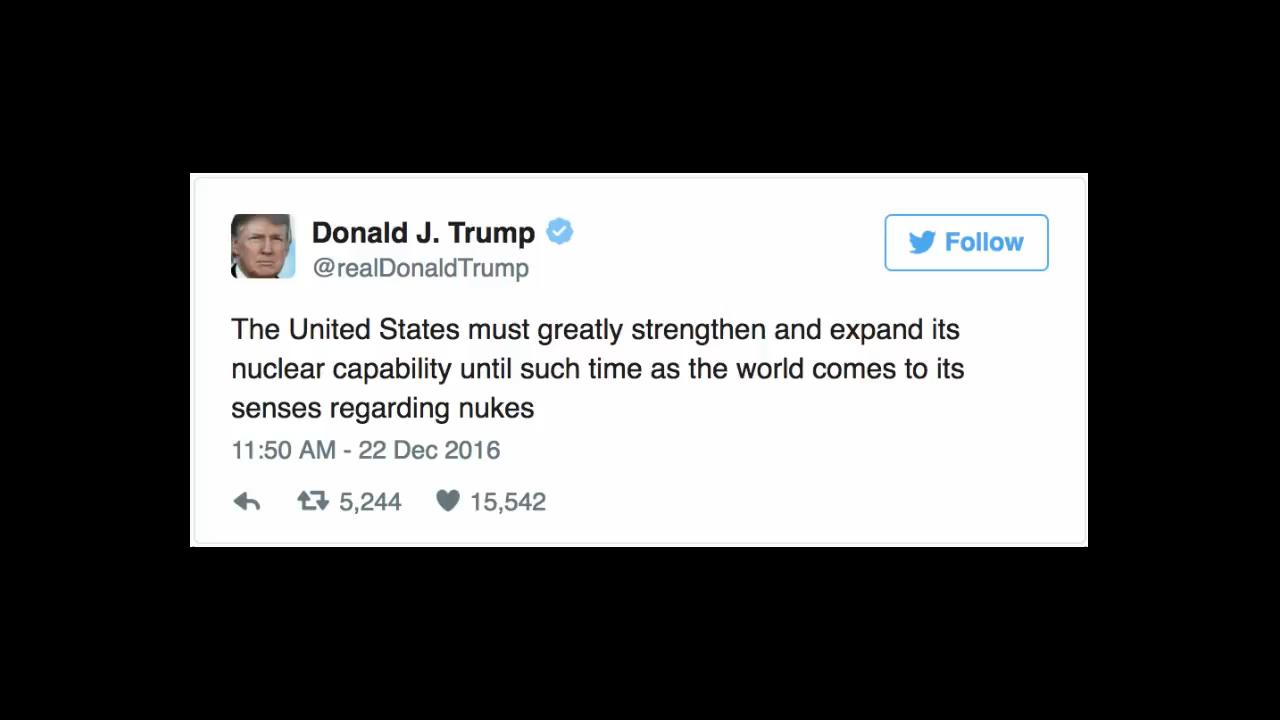 Donald J. Trump
Follow
@realDonaldTrump
The United States must greatly strengthen and expand its
nuclear capability until such time as the world comes to its
senses regarding nukes
11:50 AM - 22 Dec 2016
5,244 15,542